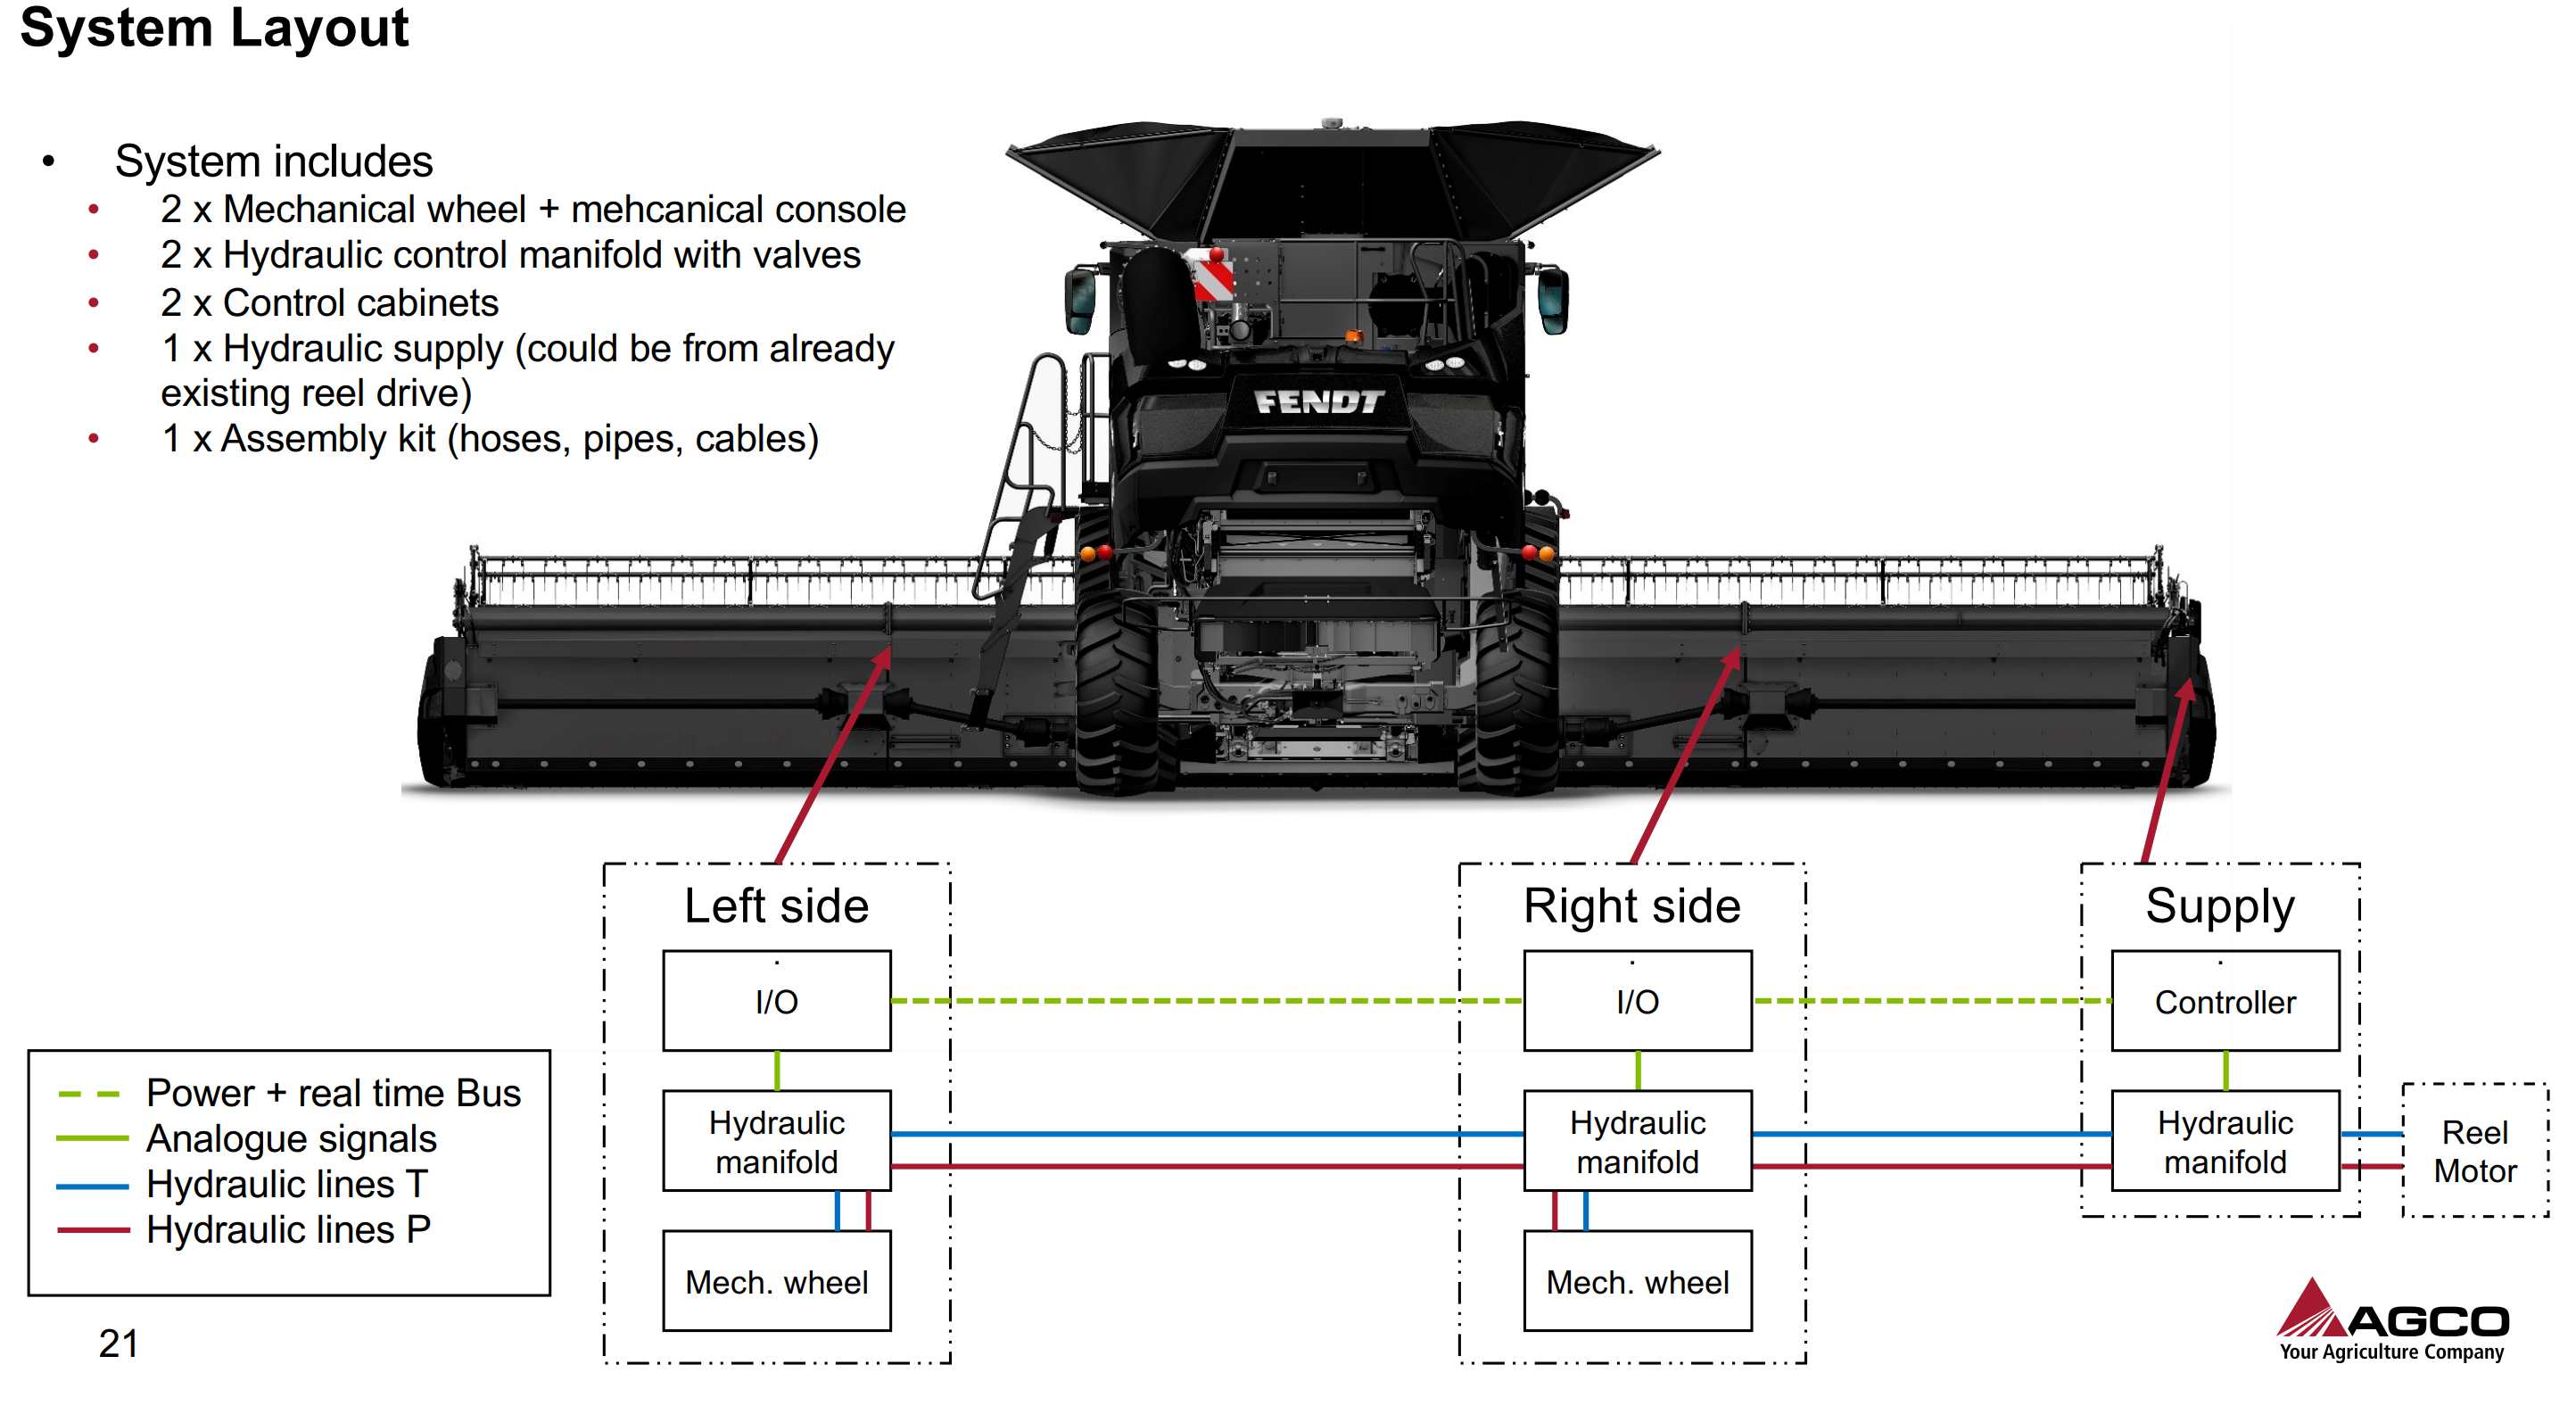 System Layout
• System includes
• 2 x Mechanical wheel + mehcanical console
• 2 x Hydraulic control manifold with valves
• 2 x Control cabinets
• 1 x Hydraulic supply (could be from already
existing reel drive)
• 1 x Assembly kit (hoses, pipes, cables)
FENDT
Left side
I/O
Hydraulic
manifold
Mech. wheel
Right side
I/O
Hydraulic
manifold
Mech. wheel
Supply
Controller
Hydraulic
manifold
Reel
Motor
Power + real time Bus
Analogue signals
Hydraulic lines T
Hydraulic lines P
21
AGCO
Your Agriculture Company